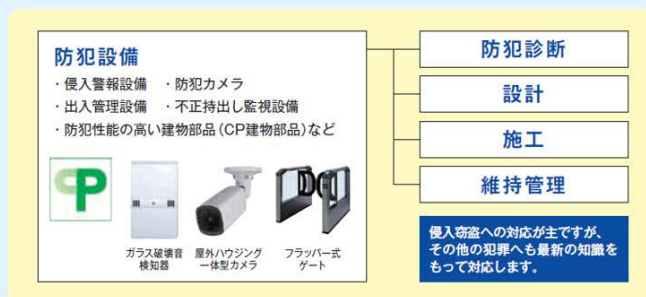 防犯設備
・侵入警報設備　・防犯カメラ
・出入管理設備　・不正持出し監視設備
・防犯性能の高い建物部品（CP建物部品）など
CP
ガラス破壊音
検知器
屋外ハウジング
一体型カメラ
フラッパー式
ゲート
防犯診断
設計
施工
維持管理
侵入窃盗への対応が主ですが、
その他の犯罪へも最新の知識を
もって対応します。